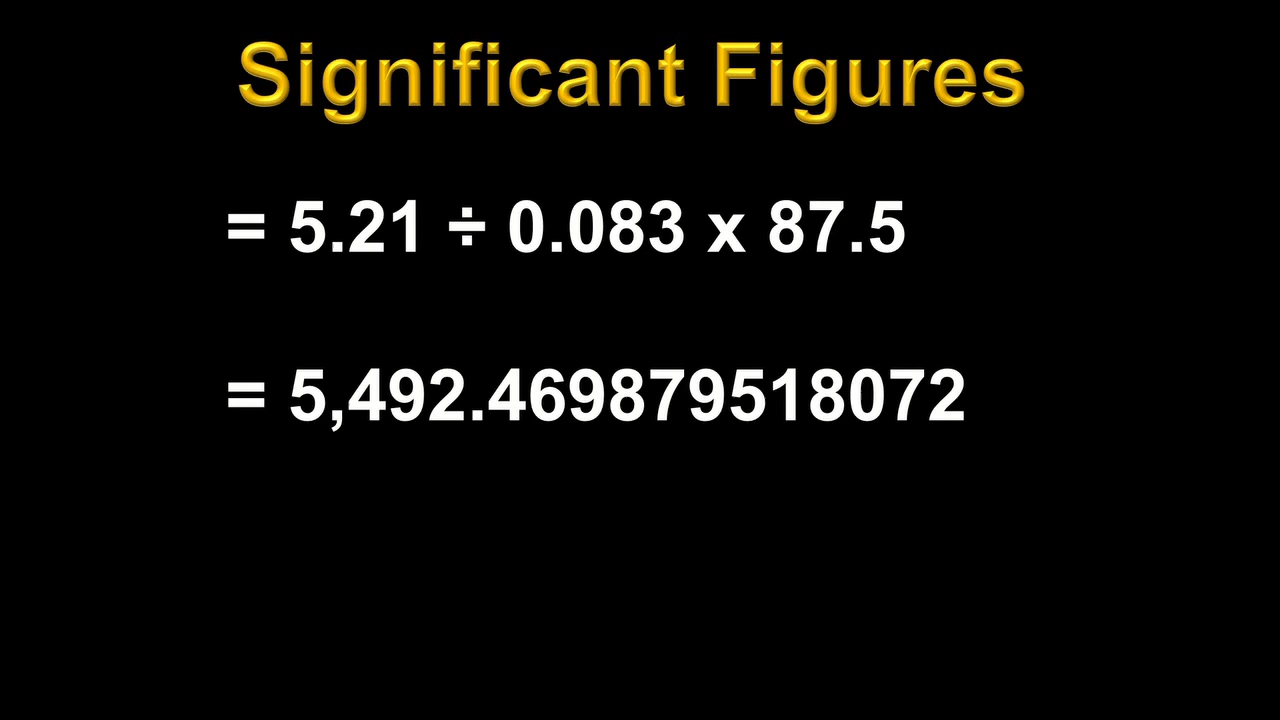 Significant Figures
= 5.21 ÷ 0.083 x 87.5
= 5,492.469879518072